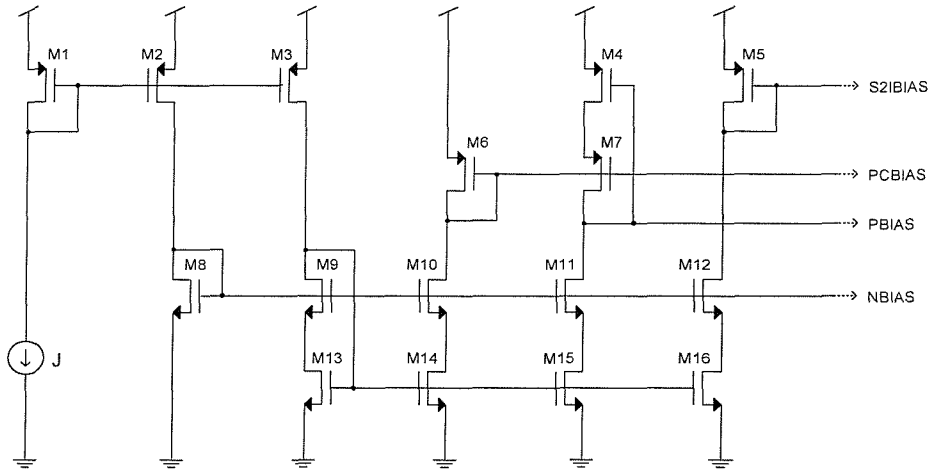 M1
M2
M3
M4
M5
S2IBIAS
M6
M7
PCBIAS
PBIAS
M8
M9
M10
M11
M12
NBIAS
J
M13
M14
M15
M16